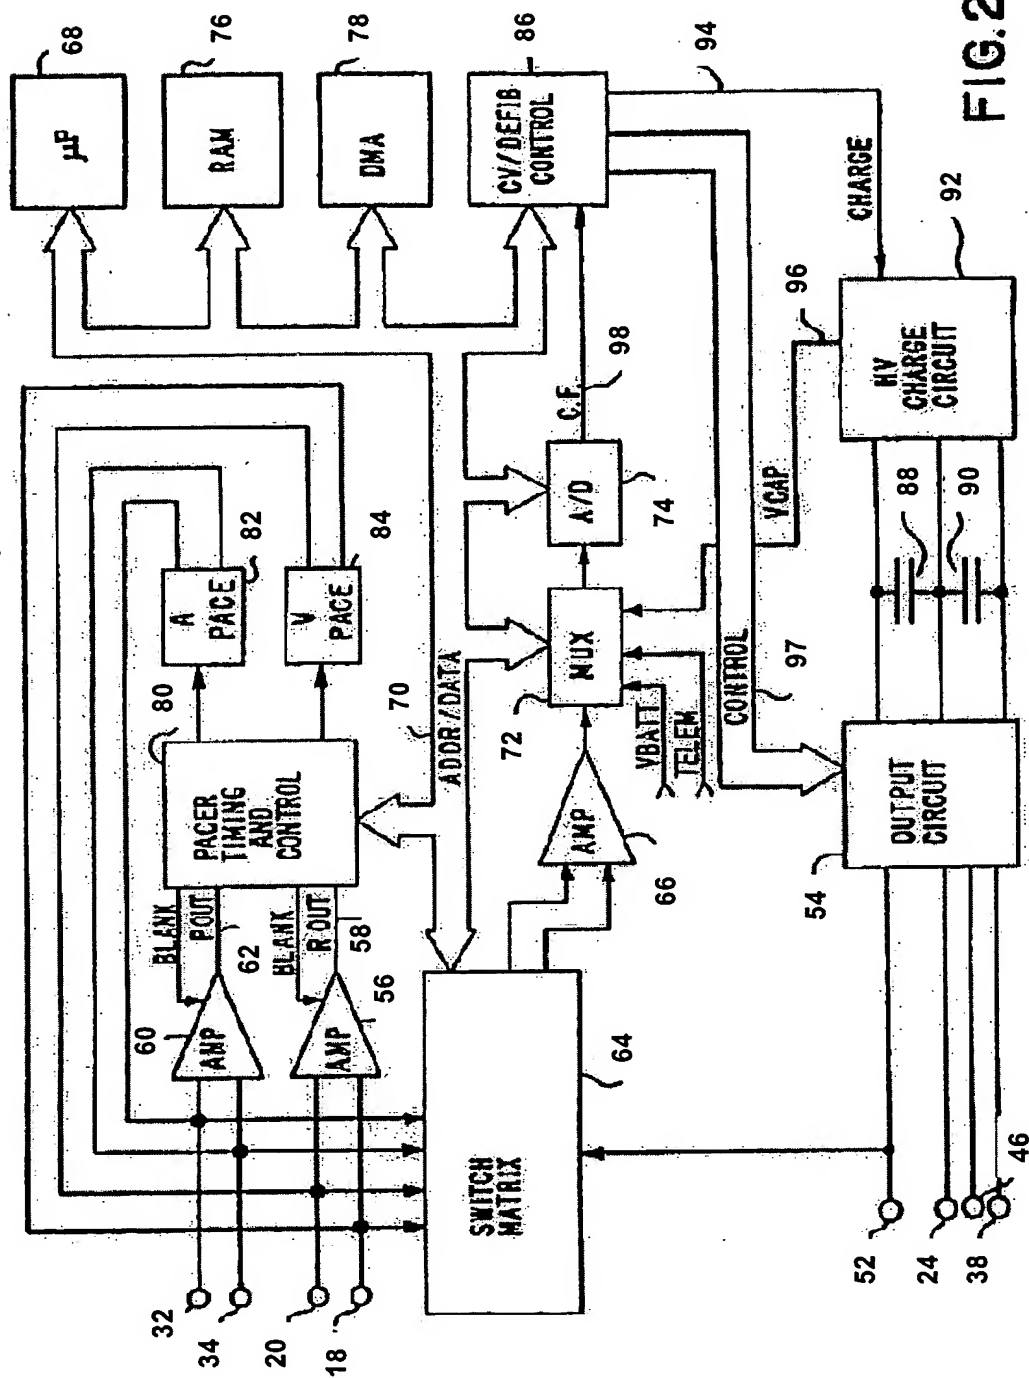 FIG.2
68
µP
76
RAM
78
DMA
86
CV/DEFIB
CONTROL
94
CHARGE
92
HV
CHARGE
CIRCUIT
96
VCAP
98
C.F.
A/D
74
88
90
82
A
PACE
84
V
PACE
80
PACER
TIMING
AND
CONTROL
70
ADDR/DATA
72
MUX
VBATT
TELEM
CONTROL
97
OUTPUT
CIRCUIT
54
AMP
66
BLANK
POUT
62
BLANK
ROUT
58
60
AMP
56
AMP
64
SWITCH
MATRIX
32
34
20
18
52
24
38
46